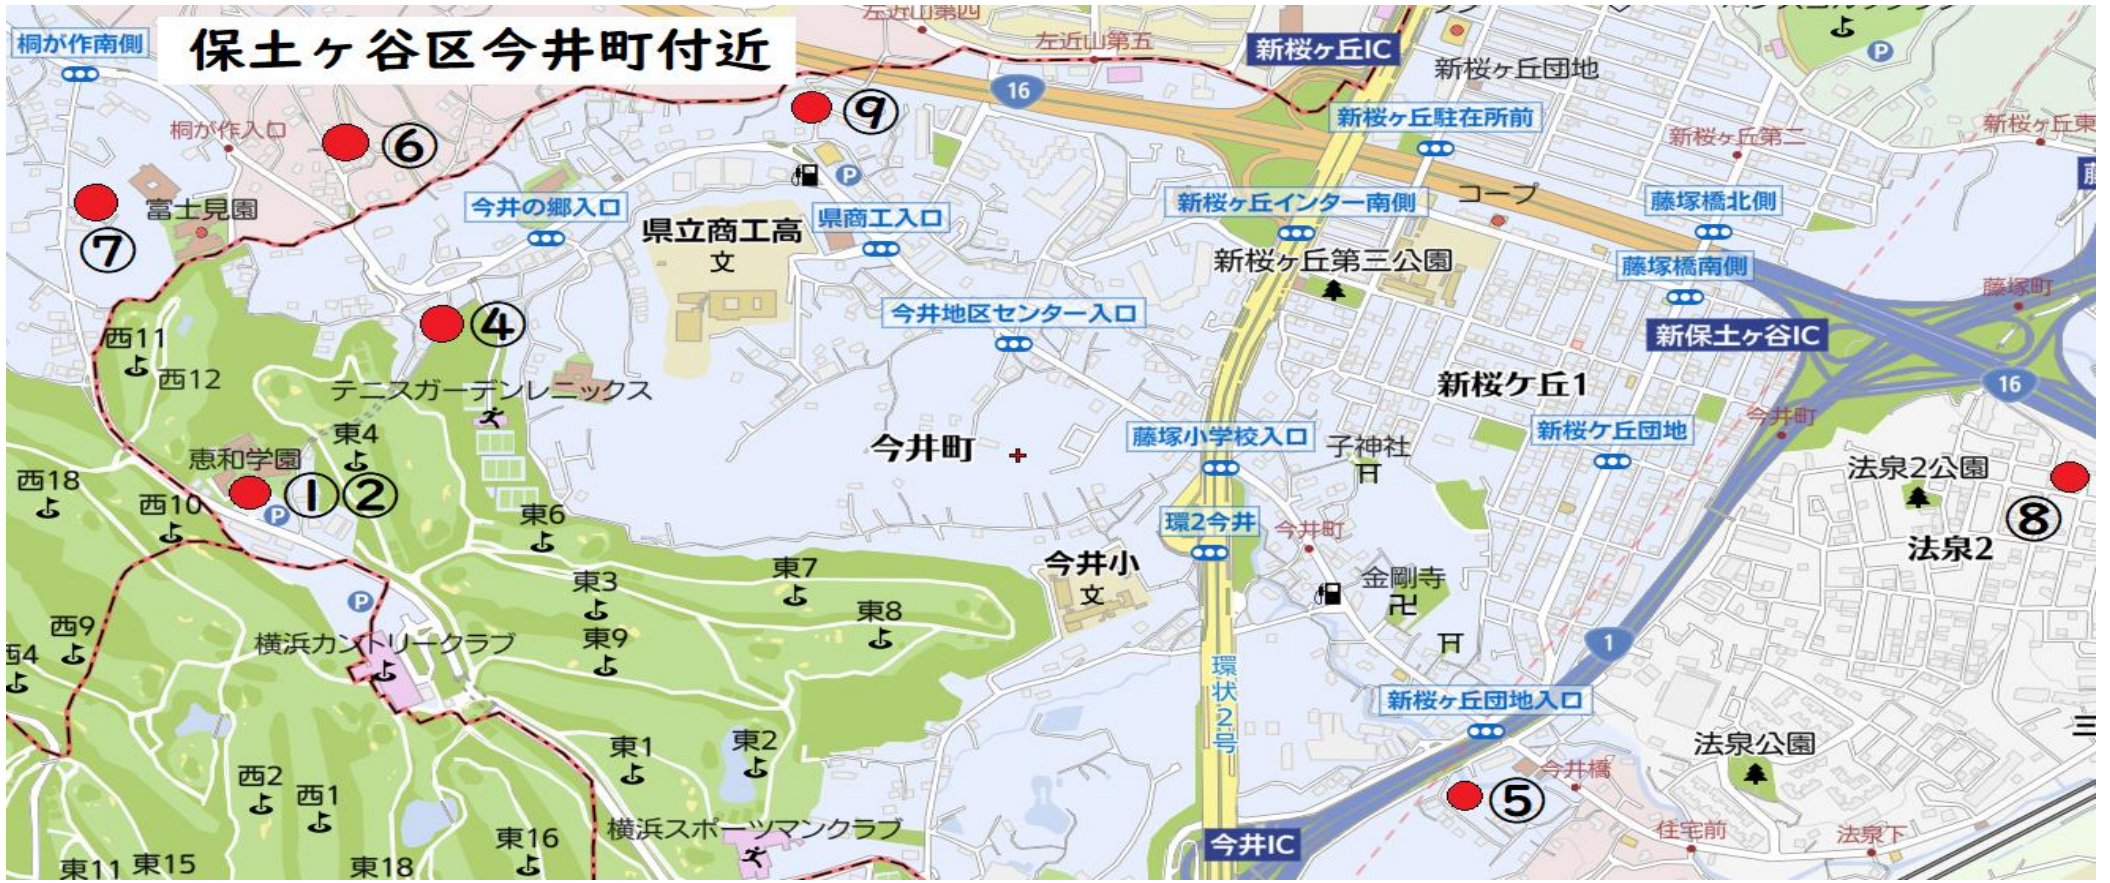 保土ヶ谷区今井町付近
桐が作南側
左近山第四
左近山第五
新桜ヶ丘IC
16
新桜ヶ丘団地
P
桐が作入口
⑥
⑨
新桜ヶ丘駐在所前
新桜ヶ丘第二
新桜ヶ丘東
P
富士見園
⑦
今井の郷入口
県立商工高
文
県商工入口
新桜ヶ丘インター南側
コープ
藤塚橋北側
新桜ヶ丘第三公園
藤塚橋南側
藤塚町
④
今井地区センター入口
新保土ヶ谷IC
16
西11
西12
テニスガーデンレニックス
新桜ケ丘1
今井町
東4
恵和学園
今井町
藤塚小学校入口
子神社
新桜ケ丘団地
法泉2公園
西18
西10
①②
P
東6
環2今井
今井町
⑧
法泉2
今井小
文
金剛寺
東3
東7
東8
P
西9
横浜カントリークラブ
東9
西4
環状2号
1
新桜ヶ丘団地入口
東1
東2
法泉公園
三
西2
西1
今井橋
⑤
東16
横浜スポーツマンクラブ
今井IC
住宅前
法泉下
東11
東15
東18